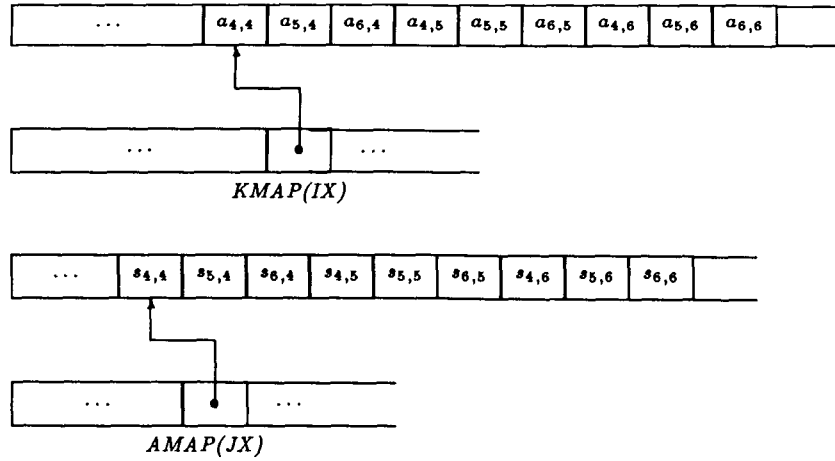 ... a4,4 a5,4 a6,4 a4,5 a5,5 a6,5 a4,6 a5,6 a6,6
... ...
KMAP(IX)
... s4,4 s5,4 s6,4 s4,5 s5,5 s6,5 s4,6 s5,6 s6,6
... ...
AMAP(JX)